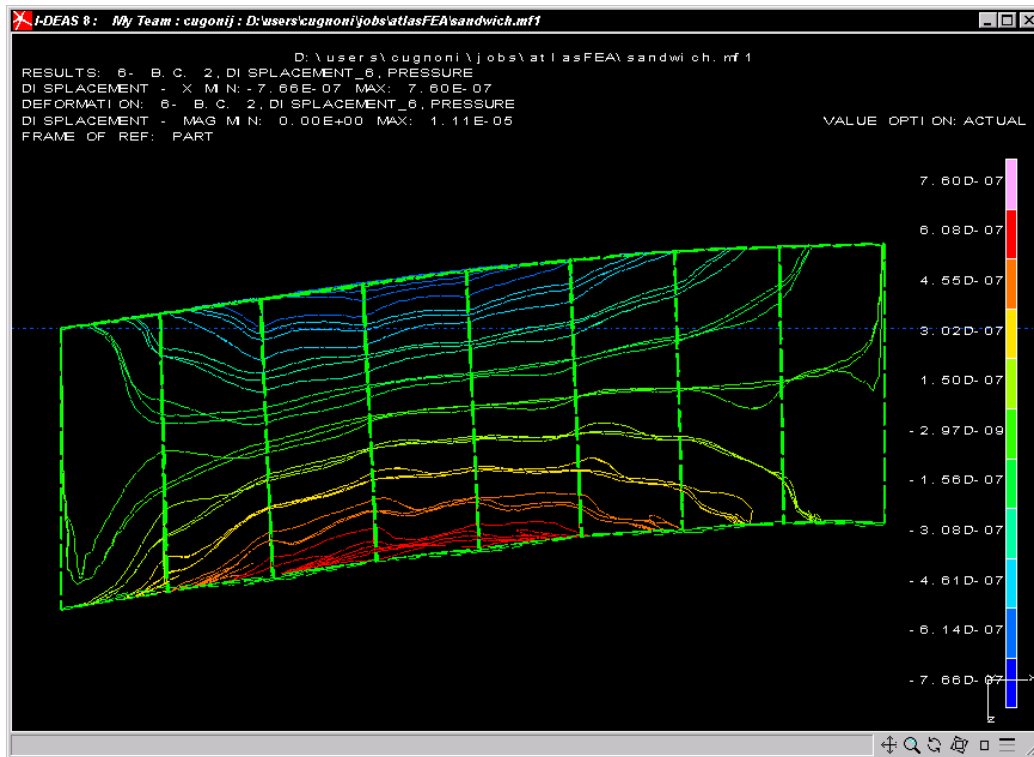 I-DEAS 8 : My Team : cugonij : D:\users\cugnoni\jobs\atlasFEA\sandwich.mf1
D:\users\cugnoni\jobs\atlasFEA\sandwich.mf1
RESULTS: 6- B.C. 2,DISPLACEMENT_6,PRESSURE
DISPLACEMENT - X MIN:-7.66E-07 MAX: 7.60E-07
DEFORMATION: 6- B.C. 2,DISPLACEMENT_6,PRESSURE
DISPLACEMENT - MAG MIN: 0.00E+00 MAX: 1.11E-05
FRAME OF REF: PART
VALUE OPTION:ACTUAL
7.60D-07
6.08D-07
4.55D-07
3.02D-07
1.50D-07
-2.97D-09
-1.56D-07
-3.08D-07
-4.61D-07
-6.14D-07
-7.66D-07